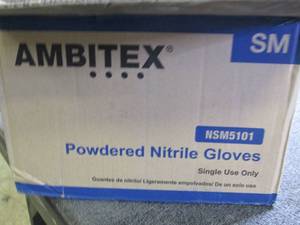 SM
AMBITEX®
NSM5101
Powdered Nitrile Gloves
Single Use Only
Guantes de nitrilo/ Ligeramente empolvados/ De un solo uso